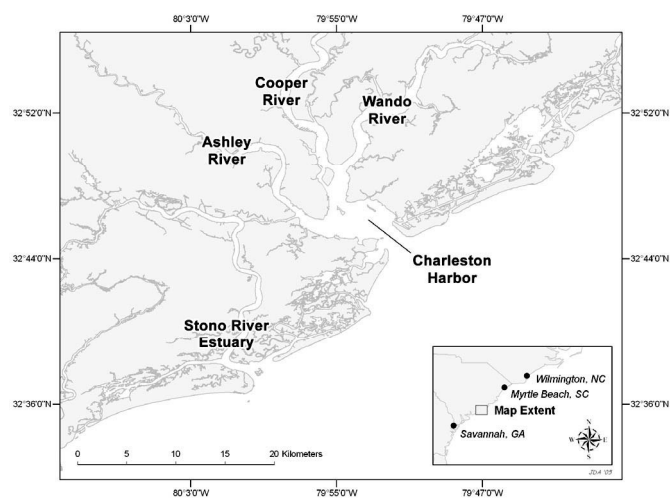 80°3'0"W
79°55'0"W
79°47'0"W
Cooper
River
Wando
River
32°52'0"N
32°52'0"N
Ashley
River
Charleston
Harbor
32°44'0"N
32°44'0"N
Stono River
Estuary
Wilmington, NC
Myrtle Beach, SC
Map Extent
32°36'0"N
32°36'0"N
Savannah, GA
N
W
E
S
0
5
10
15
20 Kilometers
JDA '05
80°3'0"W
79°55'0"W
79°47'0"W